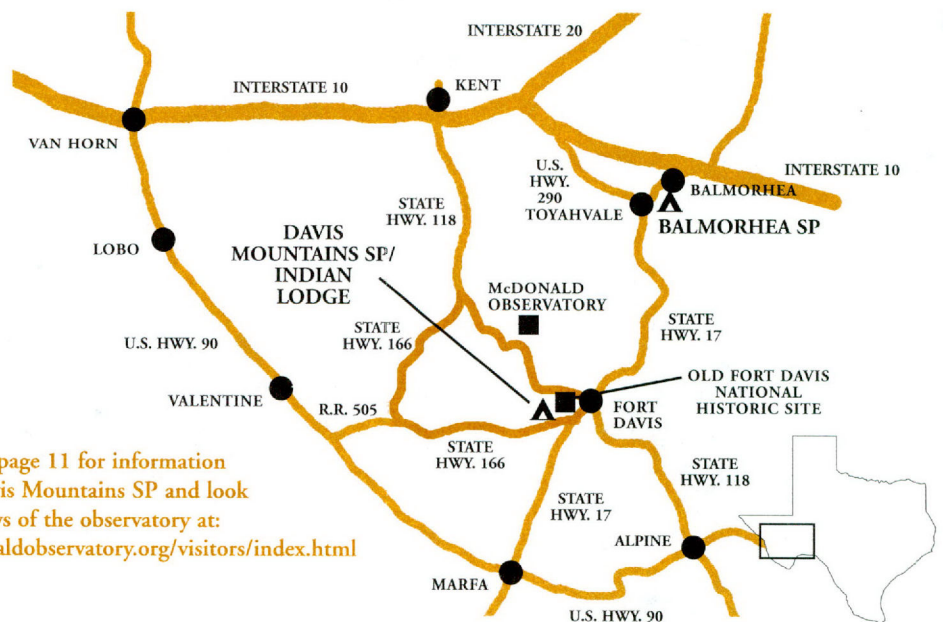 INTERSTATE 20
INTERSTATE 10
KENT
VAN HORN
U.S.
HWY.
290
INTERSTATE 10
BALMORHEA
TOYAHVALE
BALMORHEA SP
STATE
HWY. 118
LOBO
DAVIS
MOUNTAINS SP/
INDIAN
LODGE
McDONALD
OBSERVATORY
STATE
HWY. 166
STATE
HWY. 17
U.S. HWY. 90
VALENTINE
R.R. 505
OLD FORT DAVIS
NATIONAL
HISTORIC SITE
FORT
DAVIS
STATE
HWY. 166
page 11 for information
is Mountains SP and look
s of the observatory at:
aldobservatory.org/visitors/index.html
STATE
HWY. 17
STATE
HWY. 118
ALPINE
MARFA
U.S. HWY. 90